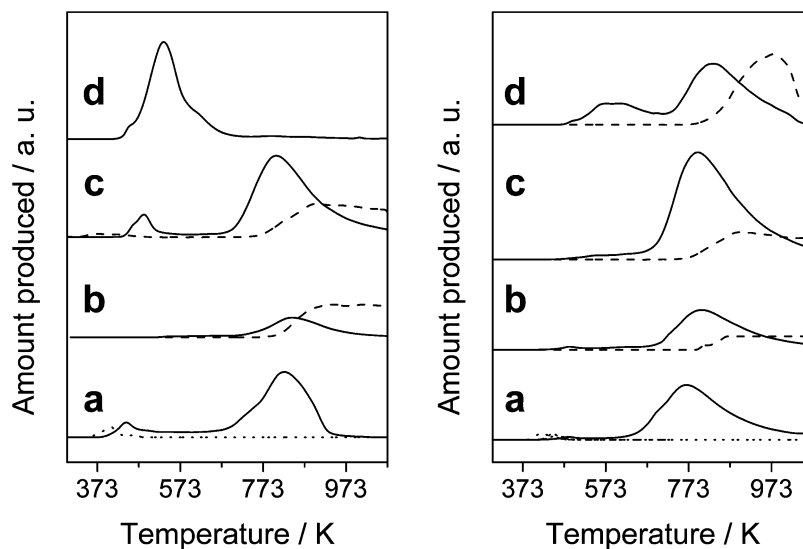 Amount produced / a. u.
d
c
b
a
373 573 773 973
Temperature / K
Amount produced / a. u.
d
c
b
a
373 573 773 973
Temperature / K